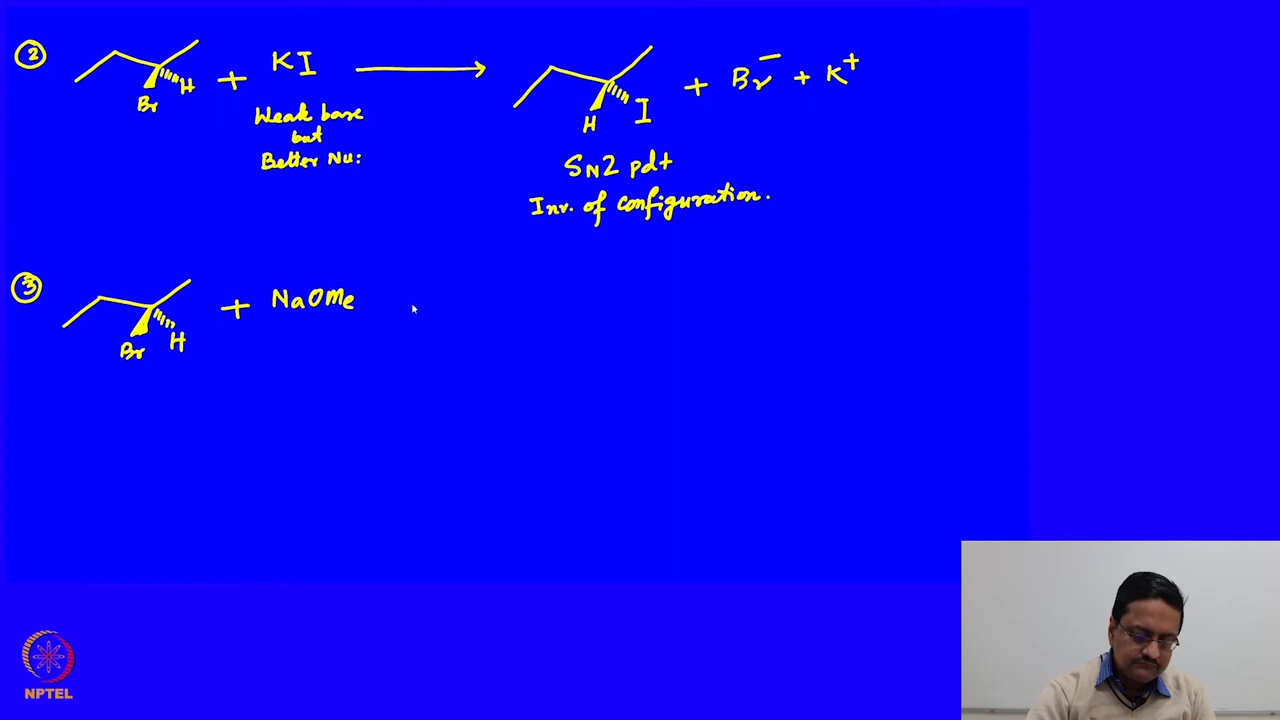 ② Br H + KI ⟶ H I + Br⁻ + K⁺
Weak base
but
Better Nu:
SN2 pdt
Inv. of configuration.
③ Br H + NaOMe
NPTEL